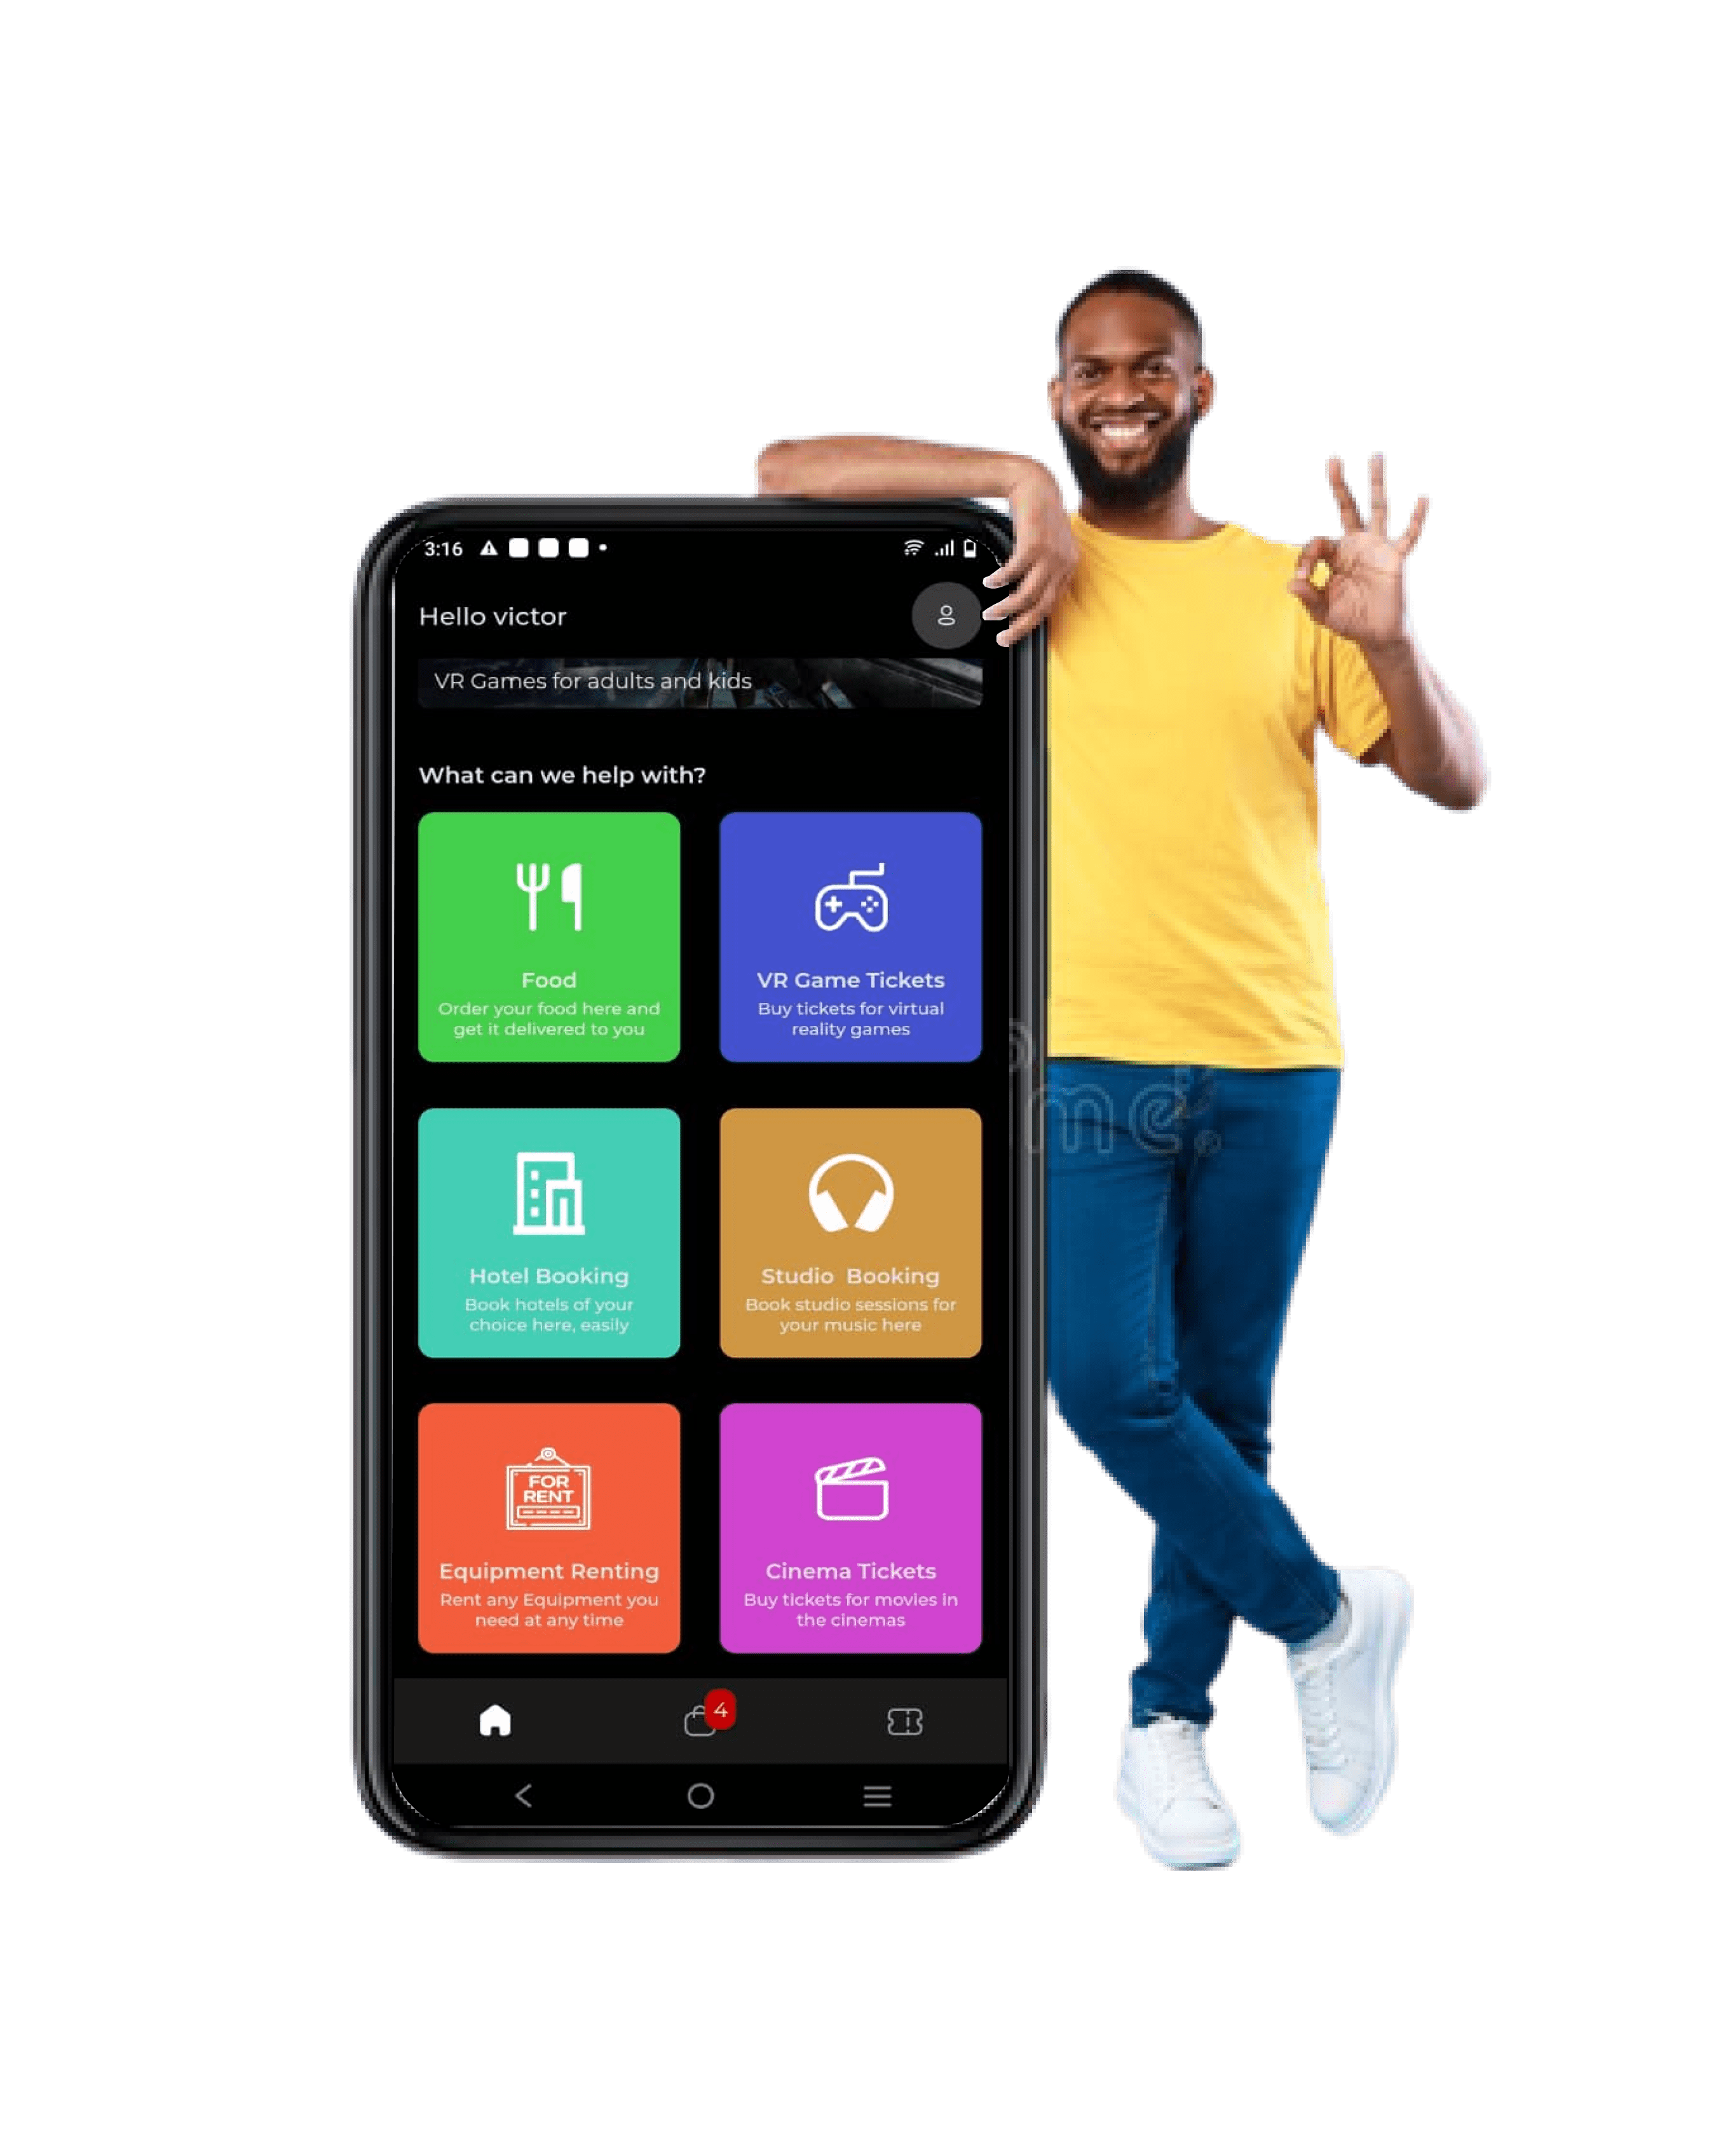 3:16
Hello victor
VR Games for adults and kids
What can we help with?
Food
Order your food here and
get it delivered to you
VR Game Tickets
Buy tickets for virtual
reality games
Hotel Booking
Book hotels of your
choice here, easily
Studio  Booking
Book studio sessions for
your music here
FOR
RENT
Equipment Renting
Rent any Equipment you
need at any time
Cinema Tickets
Buy tickets for movies in
the cinemas
4